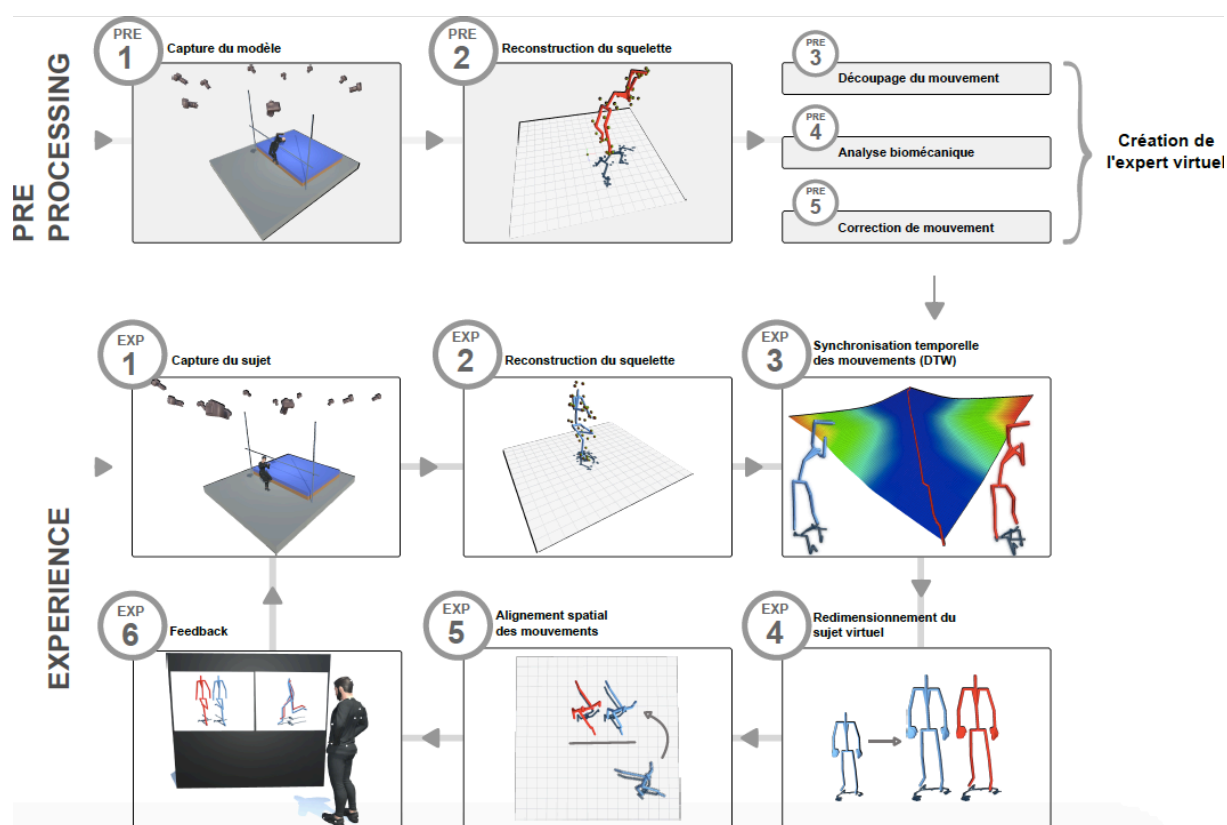 PRE
PROCESSING
PRE
1
Capture du modèle
PRE
2
Reconstruction du squelette
PRE
3
Découpage du mouvement
PRE
4
Analyse biomécanique
PRE
5
Correction de mouvement
Création de
l'expert virtuel
EXPERIENCE
EXP
1
Capture du sujet
EXP
2
Reconstruction du squelette
EXP
3
Synchronisation temporelle
des mouvements (DTW)
EXP
6
Feedback
EXP
5
Alignement spatial
des mouvements
EXP
4
Redimensionnement du
sujet virtuel